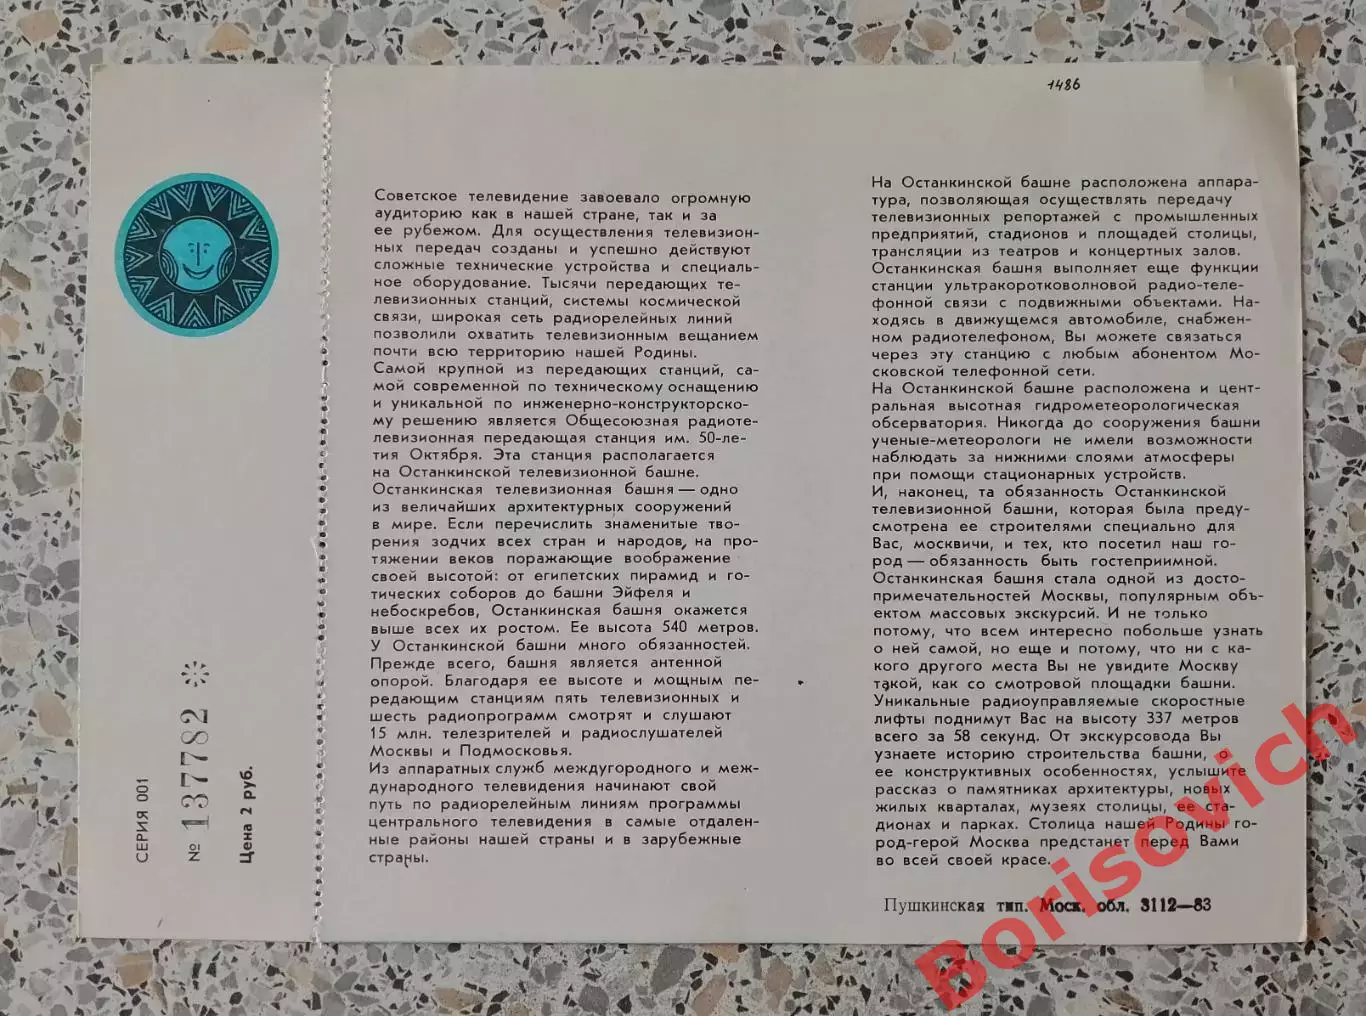 1486
СЕРИЯ 001
№ 137782
Цена 2 руб.
Советское телевидение завоевало огромную
аудиторию как в нашей стране, так и за
ее рубежом. Для осуществления телевизион-
ных передач созданы и успешно действуют
сложные технические устройства и специаль-
ное оборудование. Тысячи передающих те-
левизионных станций, системы космической
связи, широкая сеть радиорелейных линий
позволили охватить телевизионным вещанием
почти всю территорию нашей Родины.
Самой крупной из передающих станций, са-
мой современной по техническому оснащению
и уникальной по инженерно-конструкторско-
му решению является Общесоюзная радиоте-
левизионная передающая станция им. 50-ле-
тия Октября. Эта станция располагается
на Останкинской телевизионной башне.
Останкинская телевизионная башня — одно
из величайших архитектурных сооружений
в мире. Если перечислить знаменитые тво-
рения зодчих всех стран и народов, на про-
тяжении веков поражающие воображение
своей высотой: от египетских пирамид и го-
тических соборов до башни Эйфеля и
небоскребов, Останкинская башня окажется
выше всех их ростом. Ее высота 540 метров.
У Останкинской башни много обязанностей.
Прежде всего, башня является антенной
опорой. Благодаря ее высоте и мощным пе-
редающим станциям пять телевизионных и
шесть радиопрограмм смотрят и слушают
15 млн. телезрителей и радиослушателей
Москвы и Подмосковья.
Из аппаратных служб междугородного и меж-
дународного телевидения начинают свой
путь по радиорелейным линиям программы
центрального телевидения в самые отдален-
ные районы нашей страны и в зарубежные
страны.
На Останкинской башне расположена аппара-
тура, позволяющая осуществлять передачу
телевизионных репортажей с промышленных
предприятий, стадионов и площадей столицы,
трансляции из театров и концертных залов.
Останкинская башня выполняет еще функции
станции ультракоротковолновой радио-теле-
фонной связи с подвижными объектами. На-
ходясь в движущемся автомобиле, снабжен-
ном радиотелефоном, Вы можете связаться
через эту станцию с любым абонентом Мо-
сковской телефонной сети.
На Останкинской башне расположена и цент-
ральная высотная гидрометеорологическая
обсерватория. Никогда до сооружения башни
ученые-метеорологи не имели возможности
наблюдать за нижними слоями атмосферы
при помощи стационарных устройств.
И, наконец, та обязанность Останкинской
телевизионной башни, которая была преду-
смотрена ее строителями специально для
Вас, москвичи, и тех, кто посетил наш го-
род — обязанность быть гостеприимной.
Останкинская башня стала одной из досто-
примечательностей Москвы, популярным объ-
ектом массовых экскурсий. И не только
потому, что всем интересно побольше узнать
о ней самой, но еще и потому, что ни с ка-
кого другого места Вы не увидите Москву
такой, как со смотровой площадки башни.
Уникальные радиоуправляемые скоростные
лифты поднимут Вас на высоту 337 метров
всего за 58 секунд. От экскурсовода Вы
узнаете историю строительства башни, о
ее конструктивных особенностях, услышите
рассказ о памятниках архитектуры, новых
жилых кварталах, музеях столицы, ее ста-
дионах и парках. Столица нашей Родины го-
род-герой Москва предстанет перед Вами
во всей своей красе.
Пушкинская тип. Моск. обл. 3112—83
Borisovich